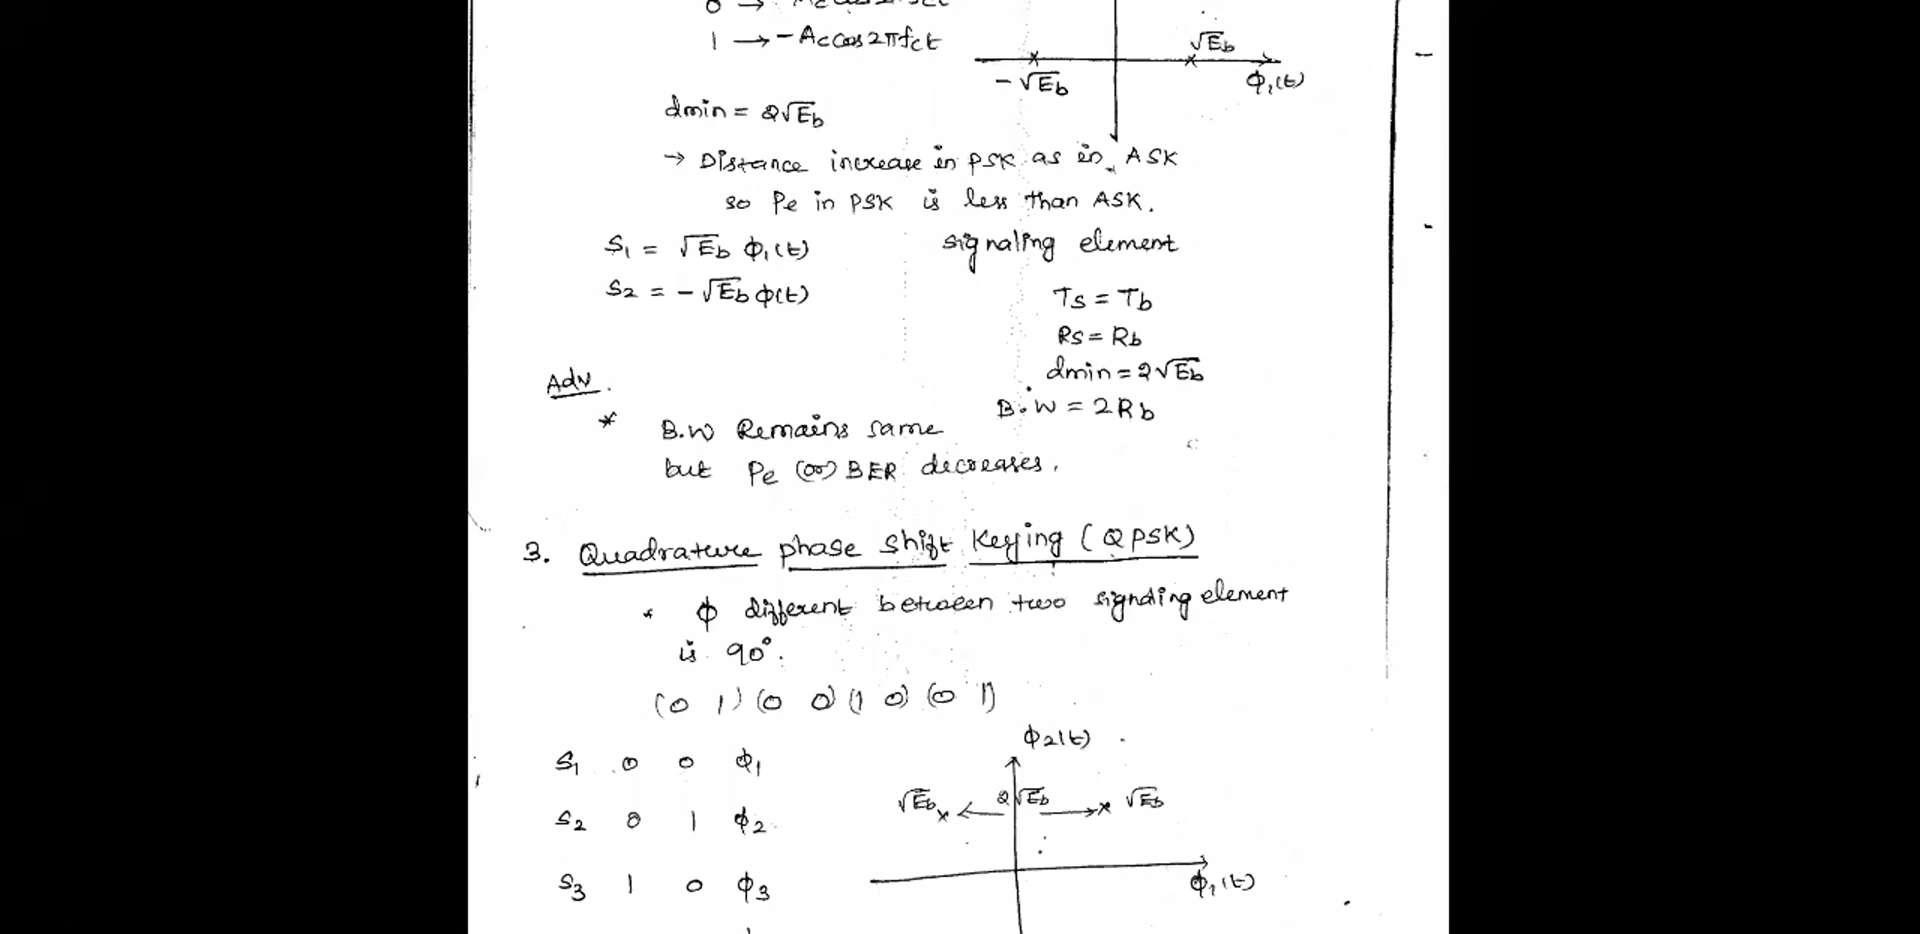 1 → - Ac cos 2πfct
√Eb
- √Eb
ϕ1(t)
dmin = 2√Eb
→ Distance increase in PSK as in ASK
so Pe in PSK is less than ASK.
S1 = √Eb ϕ1(t)
signaling element
S2 = - √Eb ϕ(t)
Ts = Tb
Rs = Rb
dmin = 2√Eb
Adv.
B.W = 2Rb
* B.W Remains same
but Pe (or) BER decreases.
3. Quadrature phase shift Keying (QPSK)
* ϕ different between two signaling element
is 90°.
(0 1) (0 0) (1 0) (0 1)
ϕ2(t)
S1 0 0 ϕ1
√Eb 2√Eb √Eb
S2 0 1 ϕ2
S3 1 0 ϕ3
ϕ1(t)